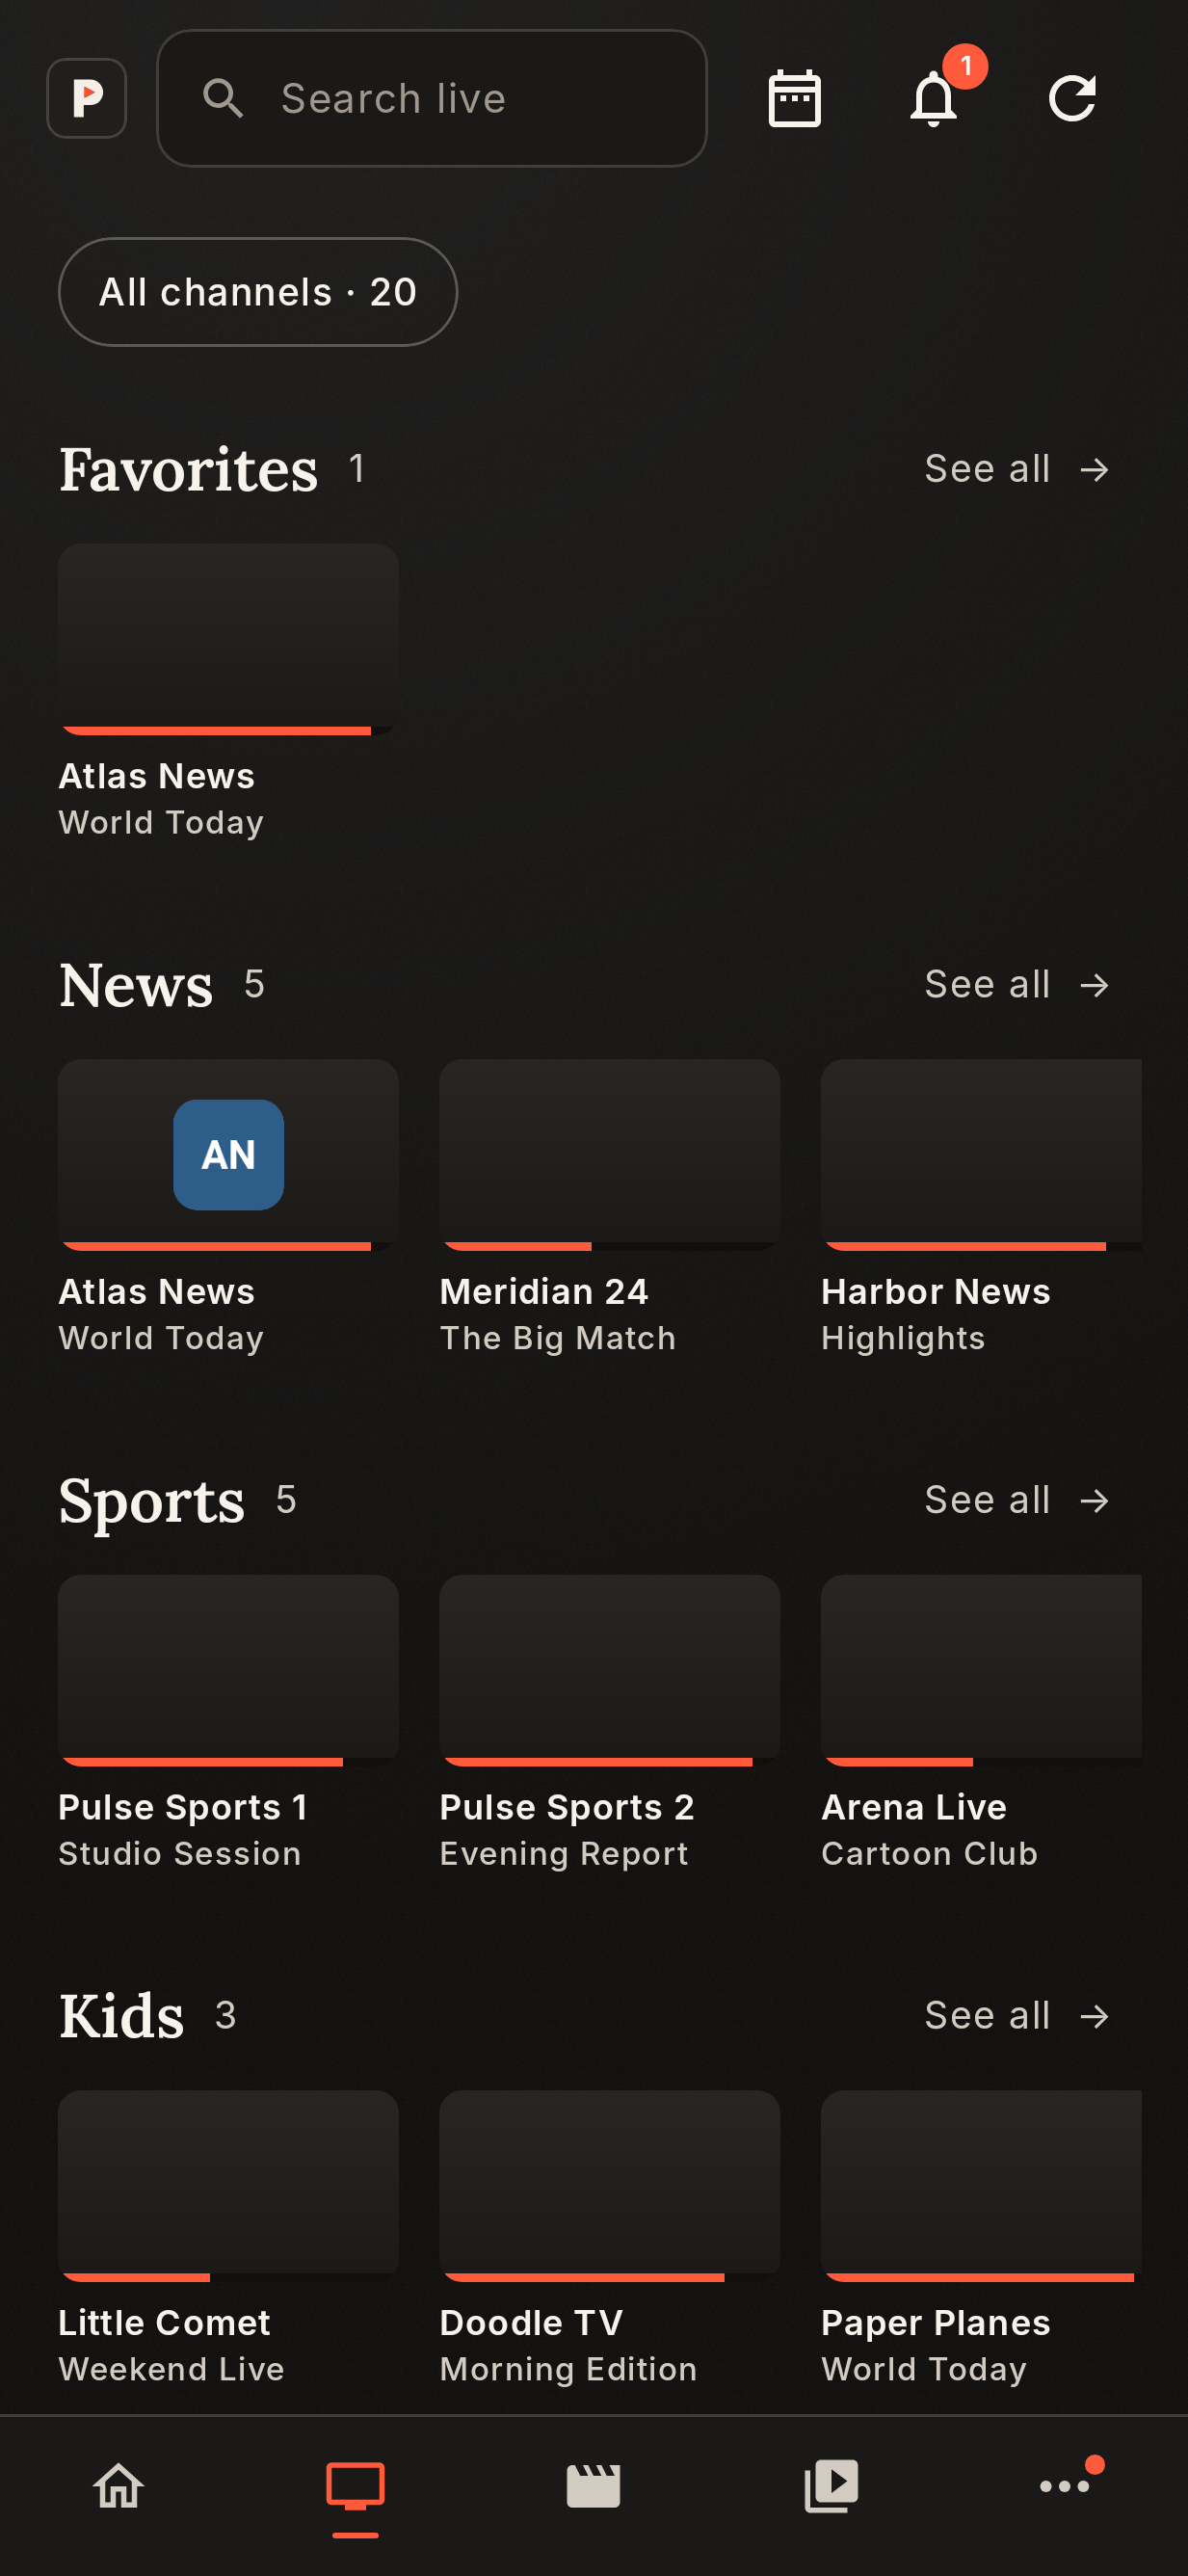 P
Search live
1
All channels · 20
Favorites 1
See all →
Atlas News
World Today
News 5
See all →
AN
Atlas News
World Today
Meridian 24
The Big Match
Harbor News
Highlights
Sports 5
See all →
Pulse Sports 1
Studio Session
Pulse Sports 2
Evening Report
Arena Live
Cartoon Club
Kids 3
See all →
Little Comet
Weekend Live
Doodle TV
Morning Edition
Paper Planes
World Today